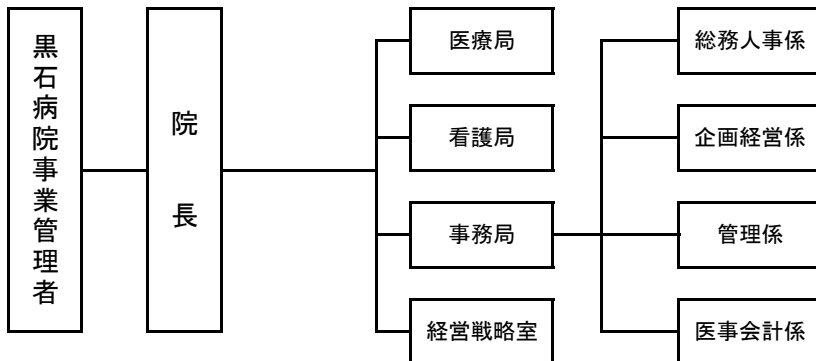 黒石病院事業管理者
院長
医療局
看護局
事務局
経営戦略室
総務人事係
企画経営係
管理係
医事会計係